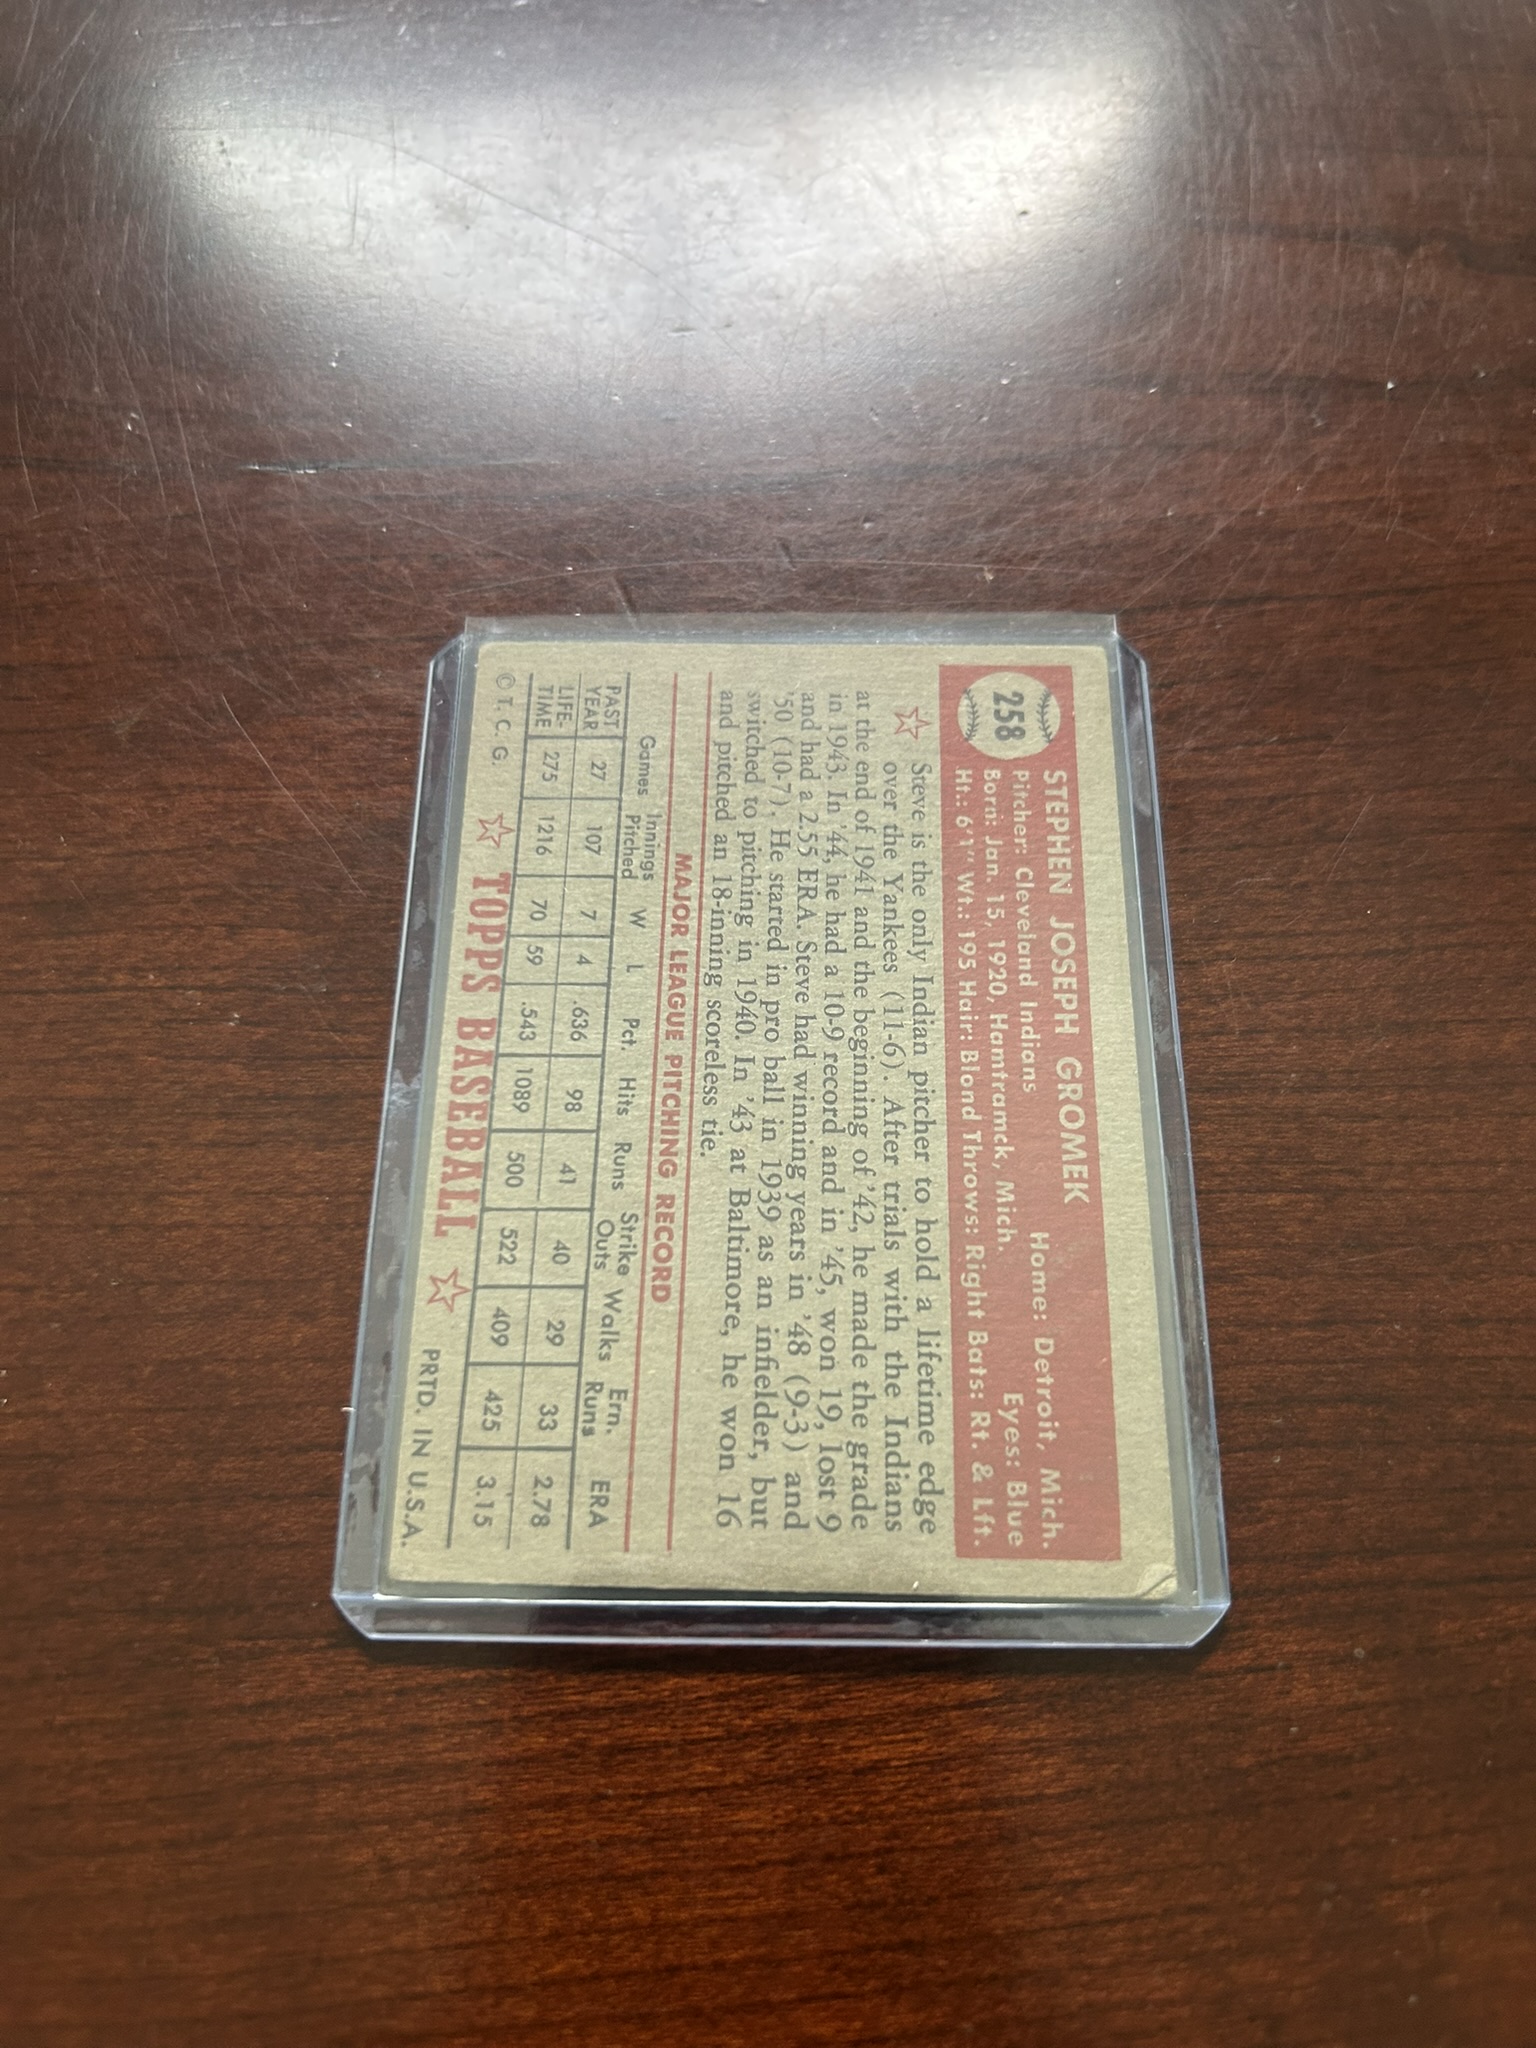 258
STEPHEN JOSEPH GROMEK
Pitcher: Cleveland Indians Home: Detroit, Mich.
Born: Jan. 15, 1920, Hamtramck, Mich. Eyes: Blue
Ht.: 6'1" Wt.: 195 Hair: Blond Throws: Right Bats: Rt. & Lft.
Steve is the only Indian pitcher to hold a lifetime edge
over the Yankees (11-6). After trials with the Indians
at the end of 1941 and the beginning of '42, he made the grade
in 1943. In '44, he had a 10-9 record and in '45, won 19, lost 9
and had a 2.55 ERA. Steve had winning years in '48 (9-3) and
'50 (10-7). He started in pro ball in 1939 as an infielder, but
switched to pitching in 1940. In '43 at Baltimore, he won 16
and pitched an 18-inning scoreless tie.
MAJOR LEAGUE PITCHING RECORD
Games Innings Pitched W L Pct. Hits Runs Strike Outs Walks Ern. Runs ERA
PAST YEAR 27 107 7 4 .636 98 41 40 29 33 2.78
LIFE-TIME 275 1216 70 59 .543 1089 500 522 409 425 3.15
© T. C. G. TOPPS BASEBALL PRTD. IN U.S.A.